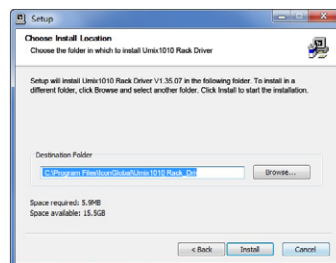 Setup
Choose Install Location
Choose the folder in which to install Umix1010 Rack Driver
Setup will install Umix1010 Rack Driver V1.35.07 in the following folder. To install in a
different folder, click Browse and select another folder. Click Install to start the installation.
Destination Folder
C:\Program Files\IconGlobal\Umix1010 Rack_Driv
Browse...
Space required: 5.9MB
Space available: 15.5GB
< Back
Install
Cancel